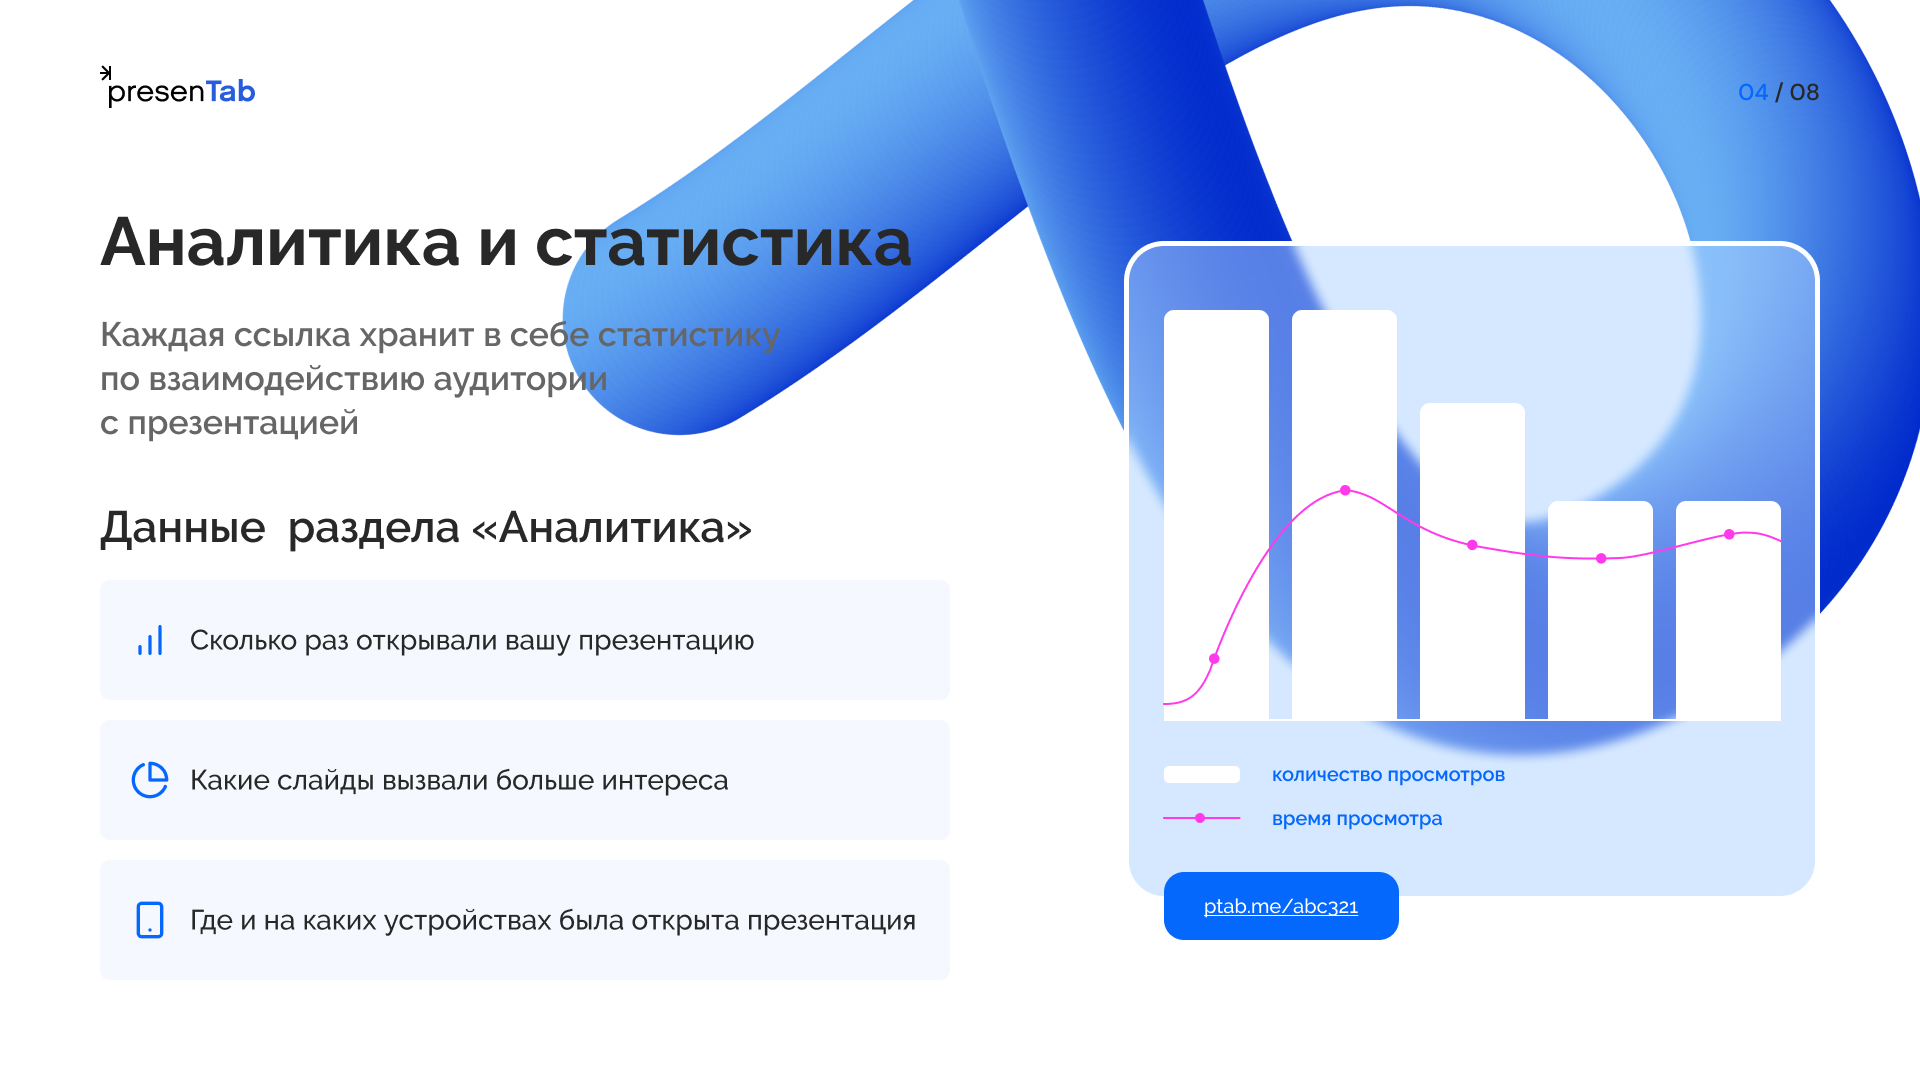 presenTab
04 / 08
Аналитика и статистика
Каждая ссылка хранит в себе статистику
по взаимодействию аудитории
с презентацией
Данные  раздела «Аналитика»
Сколько раз открывали вашу презентацию
Какие слайды вызвали больше интереса
Где и на каких устройствах была открыта презентация
количество просмотров
время просмотра
ptab.me/abc321